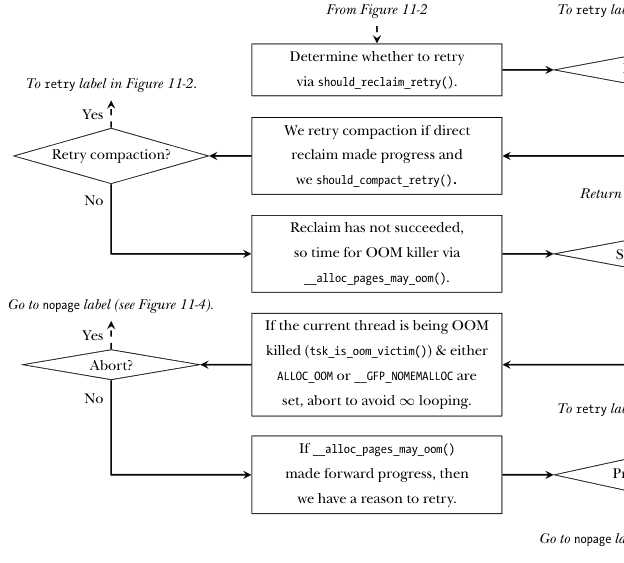 From Figure 11-2
To retry
Determine whether to retry
via should_reclaim_retry().
To retry label in Figure 11-2.
Yes
We retry compaction if direct
reclaim made progress and
we should_compact_retry().
Retry compaction?
No
Return
Reclaim has not succeeded,
so time for OOM killer via
__alloc_pages_may_oom().
Go to nopage label (see Figure 11-4).
Yes
If the current thread is being OOM
killed (tsk_is_oom_victim()) & either
ALLOC_OOM or __GFP_NOMEMALLOC are
set, abort to avoid ∞ looping.
Abort?
No
To retry
If __alloc_pages_may_oom()
made forward progress, then
we have a reason to retry.
Go to nopage